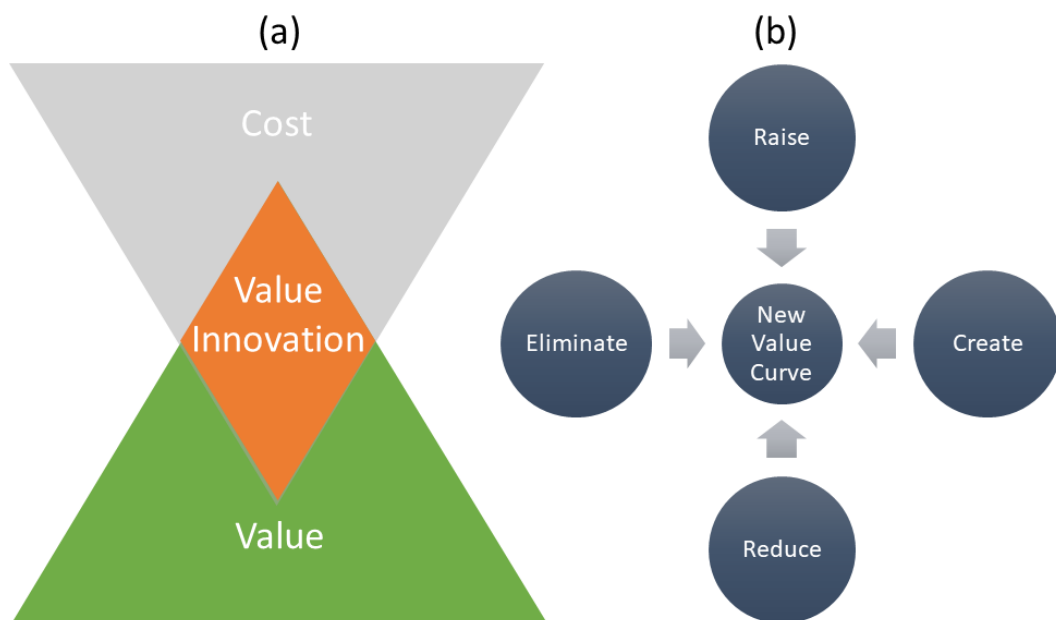 (a)
Cost
Value
Innovation
Value
(b)
Raise
Eliminate
New
Value
Curve
Create
Reduce